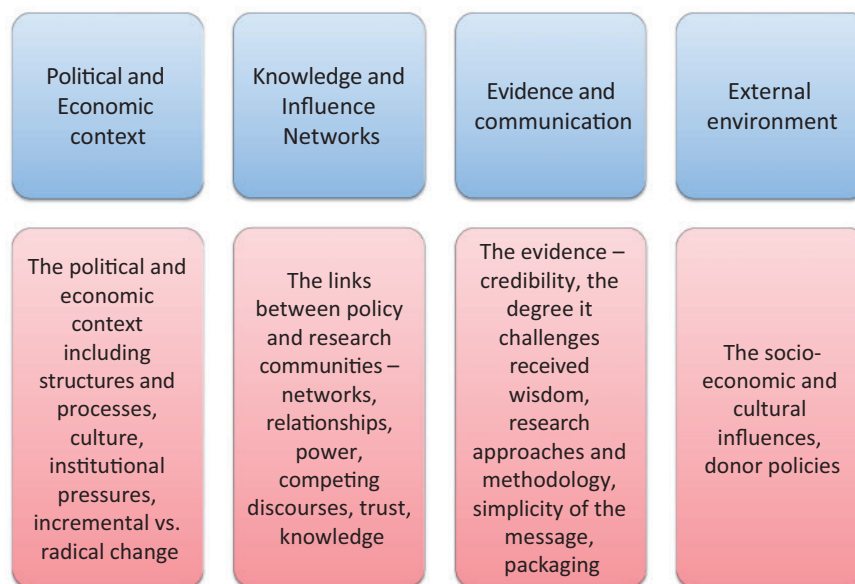 Political and
Economic
context
Knowledge and
Influence
Networks
Evidence and
communication
External
environment
The political and
economic
context
including
structures and
processes,
culture,
institutional
pressures,
incremental vs.
radical change
The links
between policy
and research
communities –
networks,
relationships,
power,
competing
discourses, trust,
knowledge
The evidence –
credibility, the
degree it
challenges
received
wisdom,
research
approaches and
methodology,
simplicity of the
message,
packaging
The socio-
economic and
cultural
influences,
donor policies